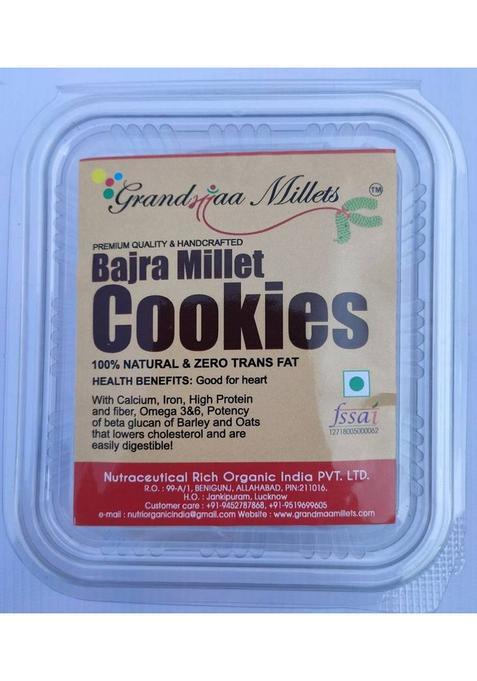 Grandmaa Millets TM
PREMIUM QUALITY & HANDCRAFTED
Bajra Millet
Cookies
100% NATURAL & ZERO TRANS FAT
HEALTH BENEFITS: Good for heart
With Calcium, Iron, High Protein
and fiber, Omega 3&6, Potency
of beta glucan of Barley and Oats
that lowers cholesterol and are
easily digestible!
fssai
12718005000062
Nutraceutical Rich Organic India PVT. LTD.
R.O. : 99-A/1, BENIGUNJ, ALLAHABAD, PIN:211016.
H.O. : Jankipuram, Lucknow
Customer care : +91-9452787868, +91-9519699605
e-mail : nutriorganicindia@gmail.com Website : www.grandmaamillets.com